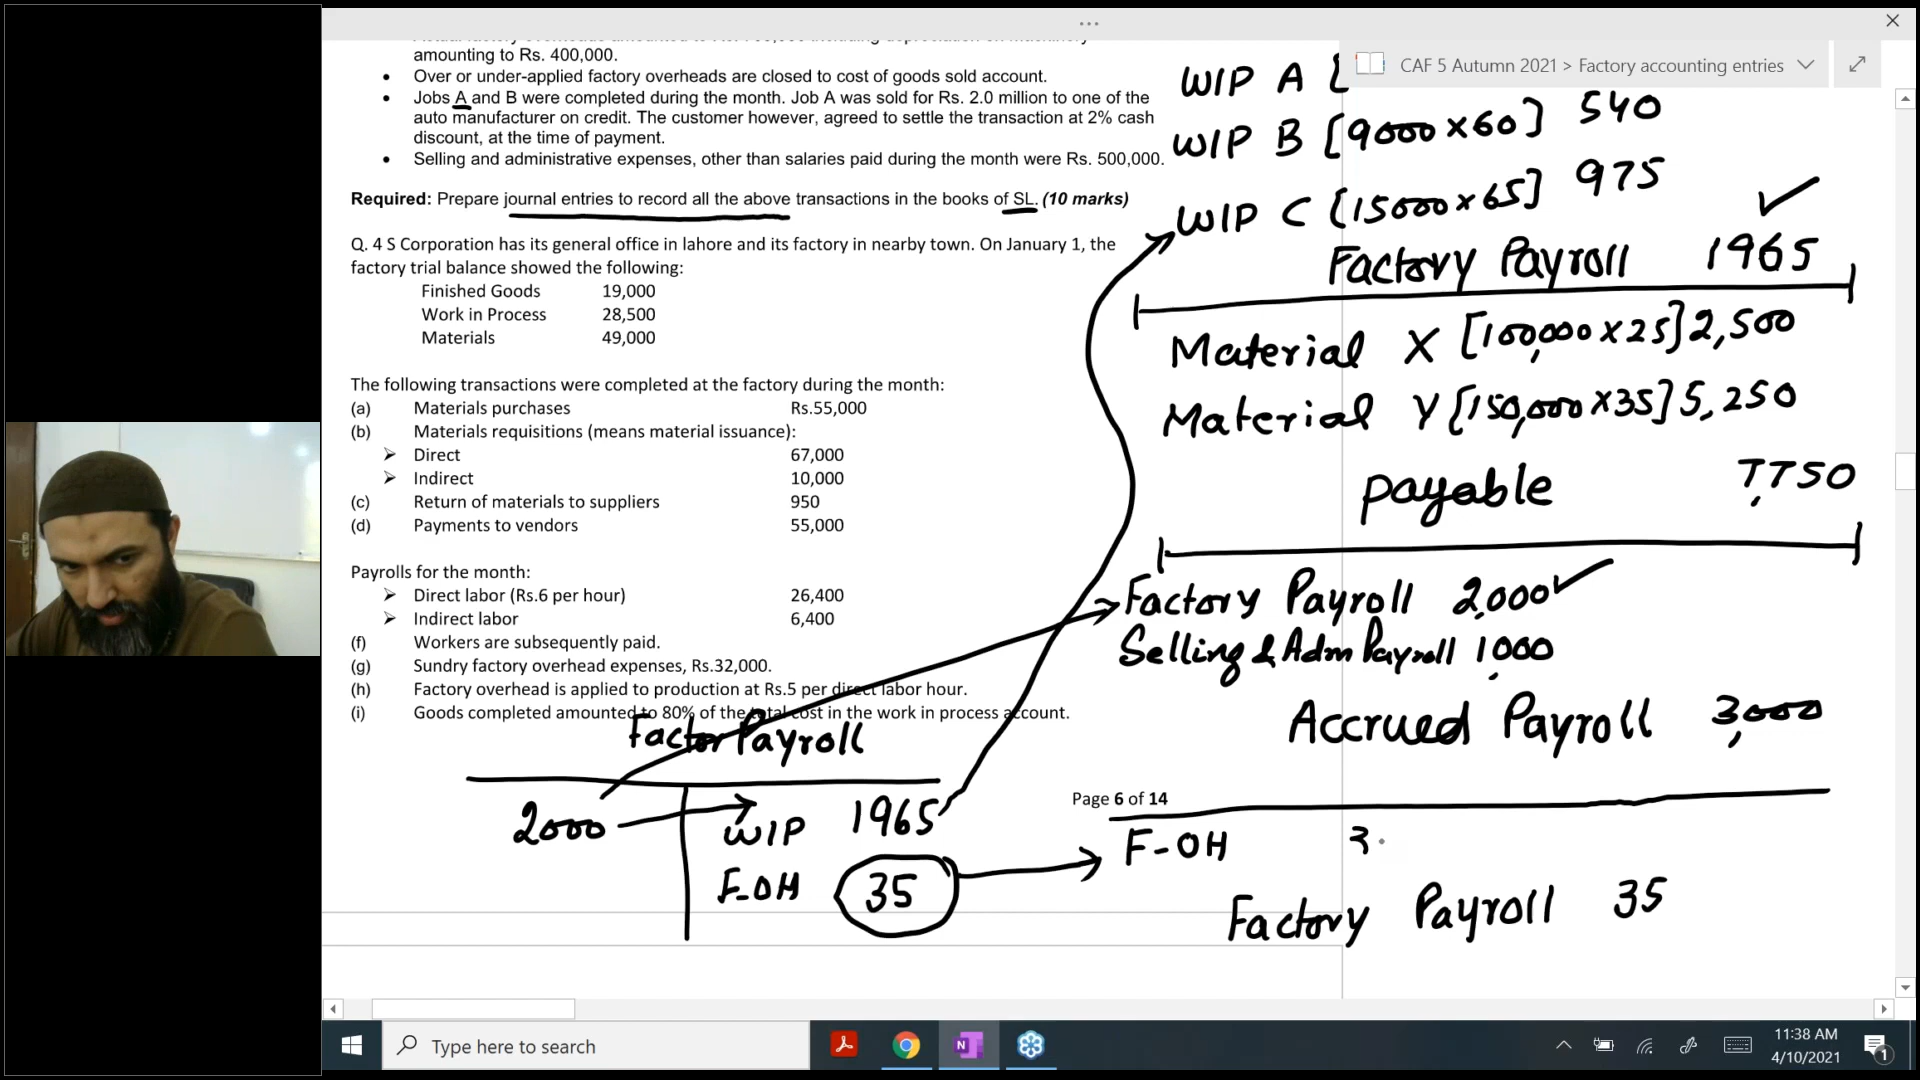 CAF 5 Autumn 2021 > Factory accounting entries
amounting to Rs. 400,000.
• Over or under-applied factory overheads are closed to cost of goods sold account.
• Jobs A and B were completed during the month. Job A was sold for Rs. 2.0 million to one of the
auto manufacturer on credit. The customer however, agreed to settle the transaction at 2% cash
discount, at the time of payment.
• Selling and administrative expenses, other than salaries paid during the month were Rs. 500,000.
Required: Prepare journal entries to record all the above transactions in the books of SL. (10 marks)
Q. 4 S Corporation has its general office in lahore and its factory in nearby town. On January 1, the
factory trial balance showed the following:
Finished Goods 19,000
Work in Process 28,500
Materials 49,000
The following transactions were completed at the factory during the month:
(a) Materials purchases Rs.55,000
(b) Materials requisitions (means material issuance):
➢ Direct 67,000
➢ Indirect 10,000
(c) Return of materials to suppliers 950
(d) Payments to vendors 55,000
Payrolls for the month:
➢ Direct labor (Rs.6 per hour) 26,400
➢ Indirect labor 6,400
(f) Workers are subsequently paid.
(g) Sundry factory overhead expenses, Rs.32,000.
(h) Factory overhead is applied to production at Rs.5 per direct labor hour.
(i) Goods completed amounted to 80% of the total cost in the work in process account.
Page 6 of 14
WIP A [
WIP B [9000x60] 540
WIP C [15000x65] 975
Factory Payroll 1965
Material X [100,000x25] 2,500
Material Y [150,000x35] 5,250
payable 7,750
Factory Payroll 2,000
Selling & Adm Payroll 1,000
Accrued Payroll 3,000
F-OH 3
Factory Payroll 35
Factor Payroll
2000 WIP 1965
F-OH 35
Type here to search
11:38 AM
4/10/2021
1